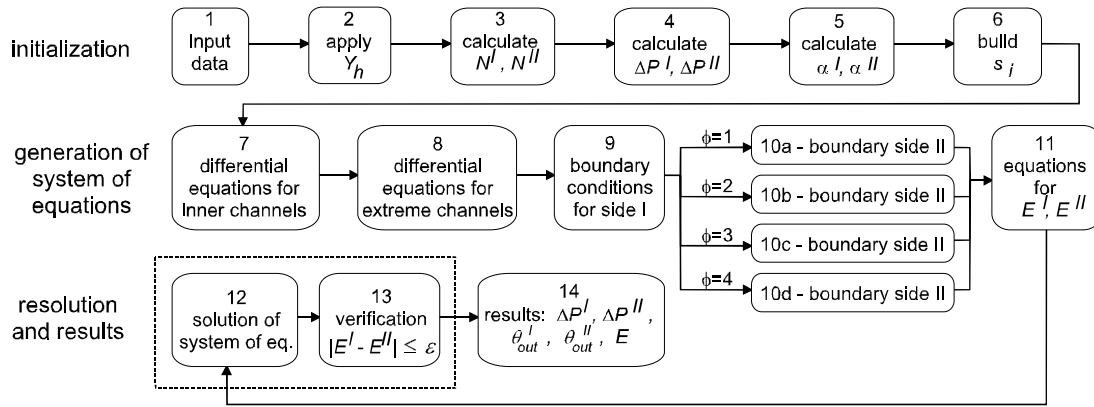 initialization
1
Input
data
2
apply
Y_h
3
calculate
N^I , N^II
4
calculate
ΔP^I, ΔP^II
5
calculate
α^I, α^II
6
build
s_i
generation of
system of
equations
7
differential
equations for
inner channels
8
differential
equations for
extreme channels
9
boundary
conditions
for side I
ϕ=1
10a - boundary side II
ϕ=2
10b - boundary side II
ϕ=3
10c - boundary side II
ϕ=4
10d - boundary side II
11
equations
for
E^I, E^II
resolution
and results
12
solution of
system of eq.
13
verification
|E^I - E^II| ≤ ε
14
results: ΔP^I, ΔP^II ,
θ_out^I , θ_out^II , E